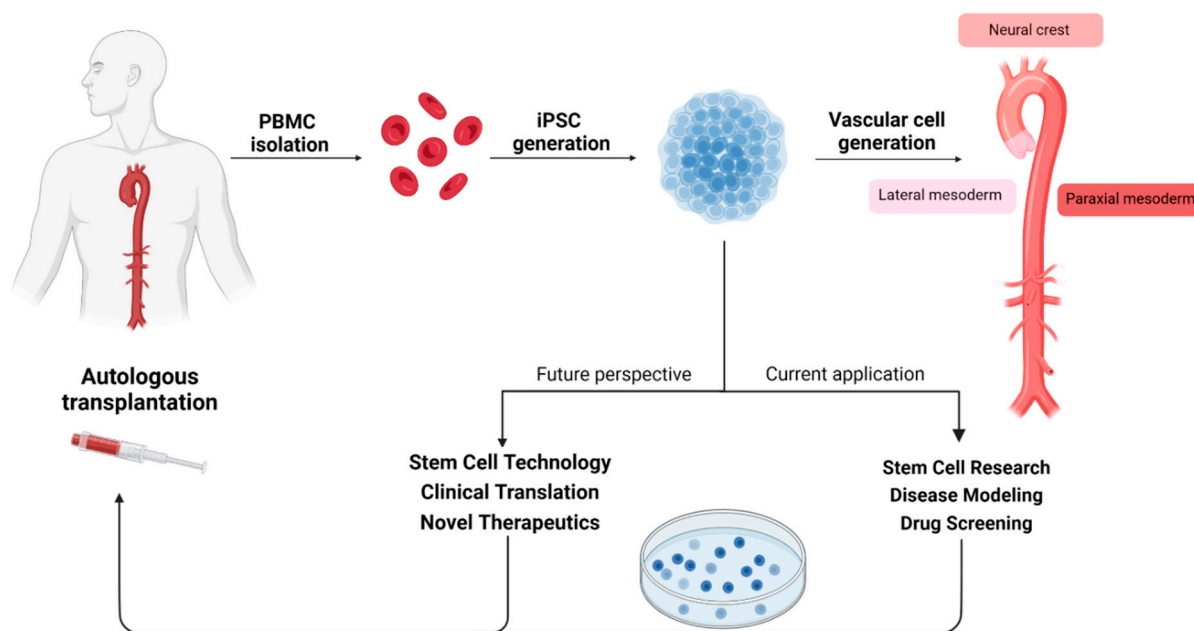 Neural crest
PBMC
isolation
iPSC
generation
Vascular cell
generation
Lateral mesoderm
Paraxial mesoderm
Autologous
transplantation
Future perspective
Current application
Stem Cell Technology
Clinical Translation
Novel Therapeutics
Stem Cell Research
Disease Modeling
Drug Screening